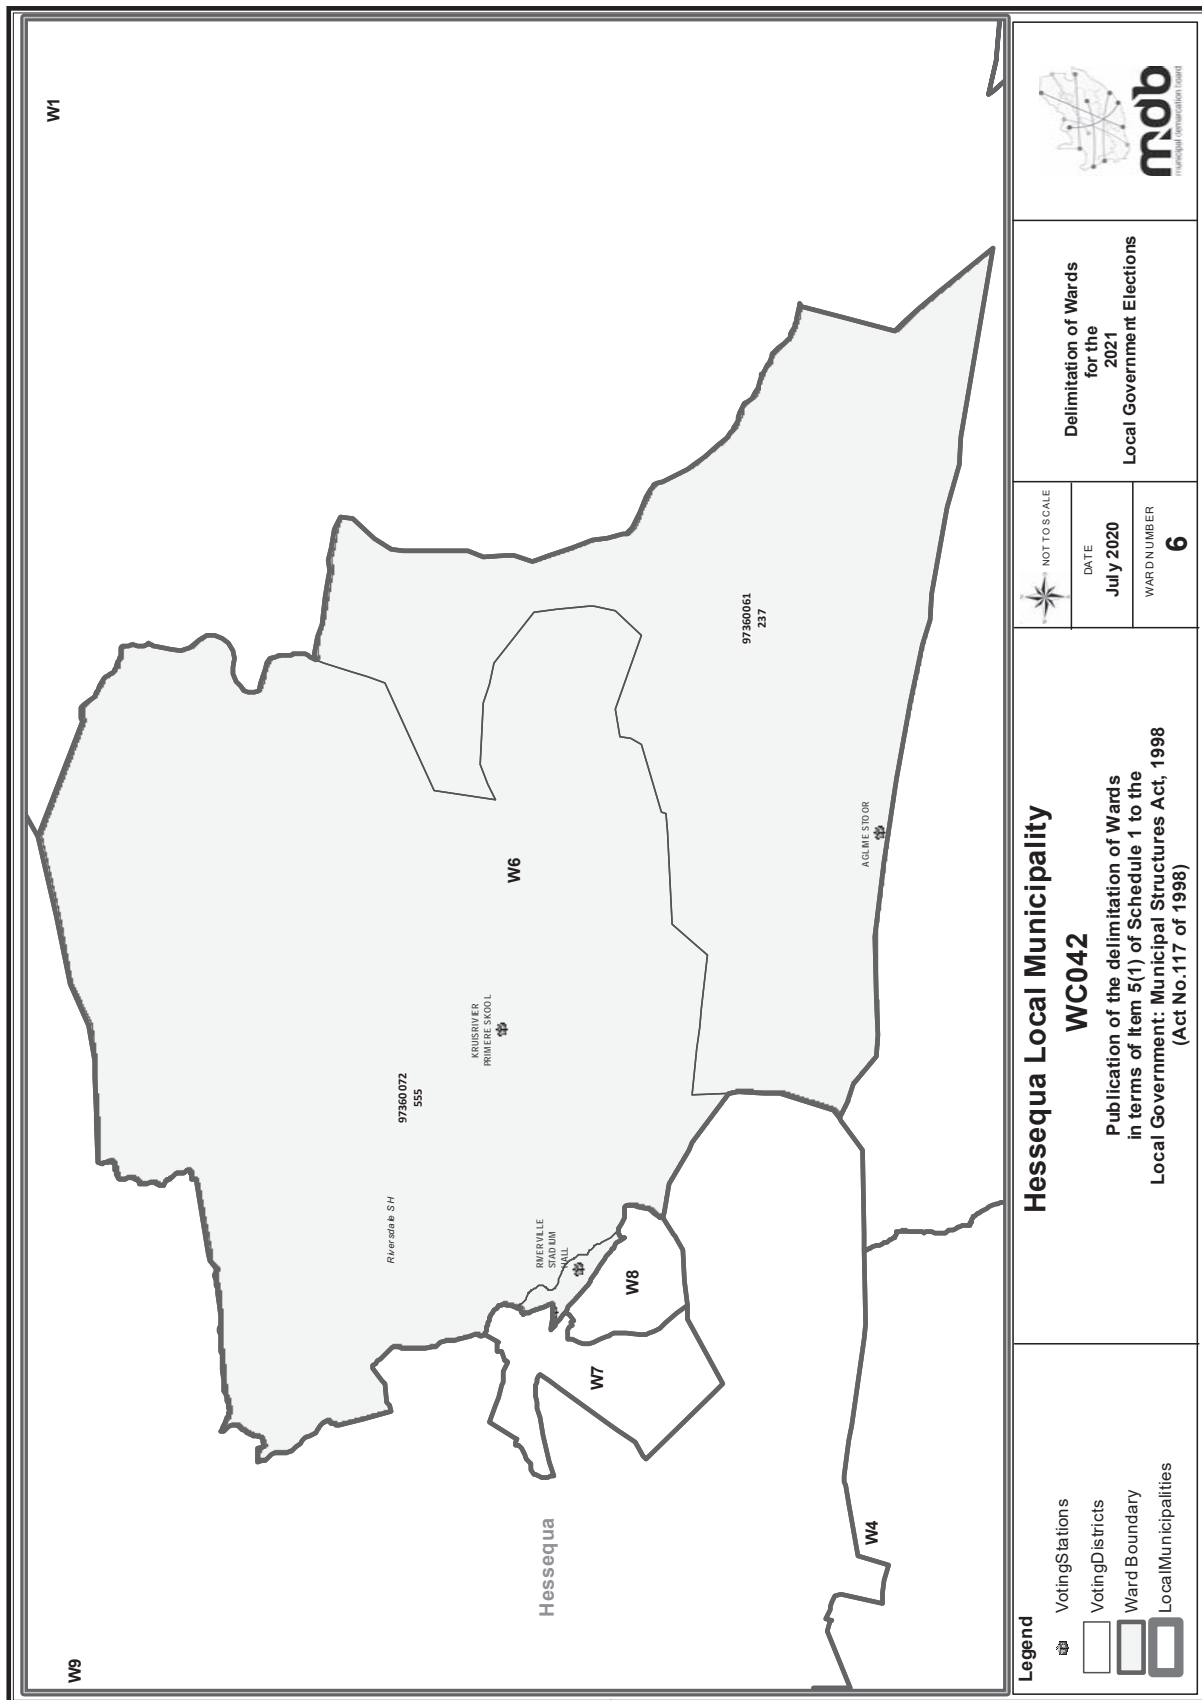 W1
W9
97360072
555
KRUISRIVIER
PRIMERE SKOOL
Riversdale SH
W6
RIVERVILLE
STADIUM
HALL
97360061
237
AGLIME STOOR
W8
W7
Hessequa
W4
Legend
VotingStations
VotingDistricts
Ward Boundary
LocalMunicipalities
Hessequa Local Municipality
WC042
Publication of the delimitation of Wards
in terms of Item 5(1) of Schedule 1 to the
Local Government: Municipal Structures Act, 1998
(Act No.117 of 1998)
NOT TO SCALE
DATE
July 2020
WARD NUMBER
6
Delimitation of Wards
for the
2021
Local Government Elections
mdb
municipal demarcation board